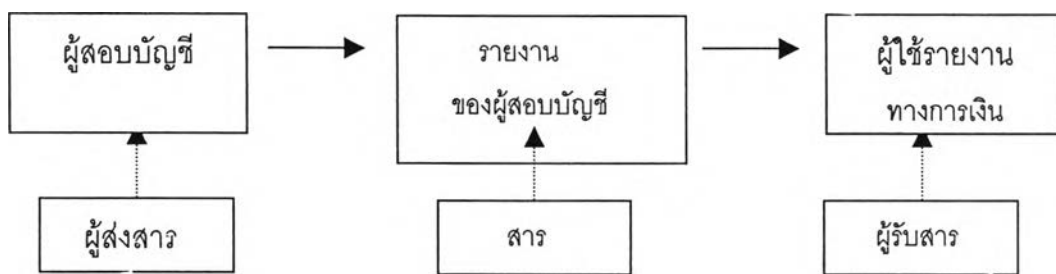 ผู้สอบบัญชี
รายงาน
ของผู้สอบบัญชี
ผู้ใช้รายงาน
ทางการเงิน
ผู้ส่งสาร
สาร
ผู้รับสาร